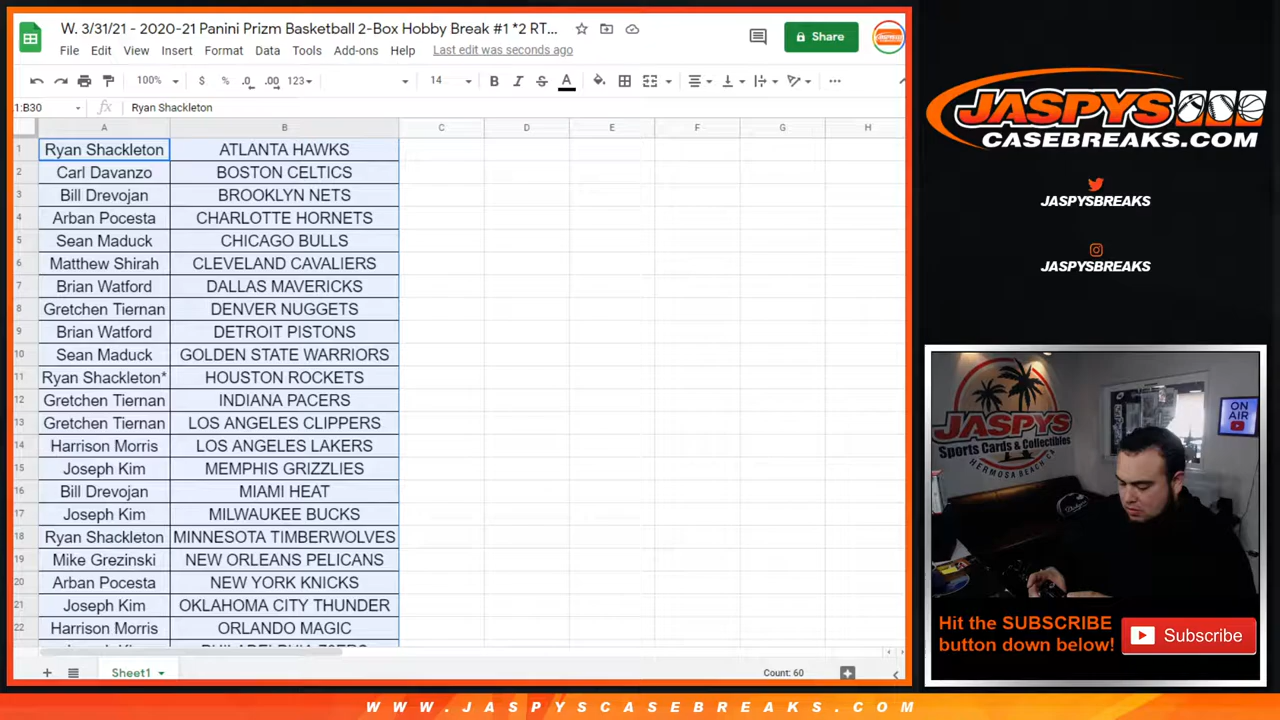 W. 3/31/21 - 2020-21 Panini Prizm Basketball 2-Box Hobby Break #1 *2 RT...
File Edit View Insert Format Data Tools Add-ons Help Last edit was seconds ago
Share
100% $ % .0 .00 123 14 B I S A
1:B30 fx Ryan Shackleton
A B C D E F G H
1 Ryan Shackleton ATLANTA HAWKS
2 Carl Davanzo BOSTON CELTICS
3 Bill Drevojan BROOKLYN NETS
4 Arban Pocesta CHARLOTTE HORNETS
5 Sean Maduck CHICAGO BULLS
6 Matthew Shirah CLEVELAND CAVALIERS
7 Brian Watford DALLAS MAVERICKS
8 Gretchen Tiernan DENVER NUGGETS
9 Brian Watford DETROIT PISTONS
10 Sean Maduck GOLDEN STATE WARRIORS
11 Ryan Shackleton* HOUSTON ROCKETS
12 Gretchen Tiernan INDIANA PACERS
13 Gretchen Tiernan LOS ANGELES CLIPPERS
14 Harrison Morris LOS ANGELES LAKERS
15 Joseph Kim MEMPHIS GRIZZLIES
16 Bill Drevojan MIAMI HEAT
17 Joseph Kim MILWAUKEE BUCKS
18 Ryan Shackleton MINNESOTA TIMBERWOLVES
19 Mike Grezinski NEW ORLEANS PELICANS
20 Arban Pocesta NEW YORK KNICKS
21 Joseph Kim OKLAHOMA CITY THUNDER
22 Harrison Morris ORLANDO MAGIC
Sheet1 Count: 60
JASPYS
CASEBREAKS.COM
JASPYSBREAKS
JASPYSBREAKS
JASPYS
Sports Cards & Collectibles
HERMOSA BEACH CA
ON
AIR
Hit the SUBSCRIBE
button down below!
Subscribe
WWW.JASPYSCASEBREAKS.COM